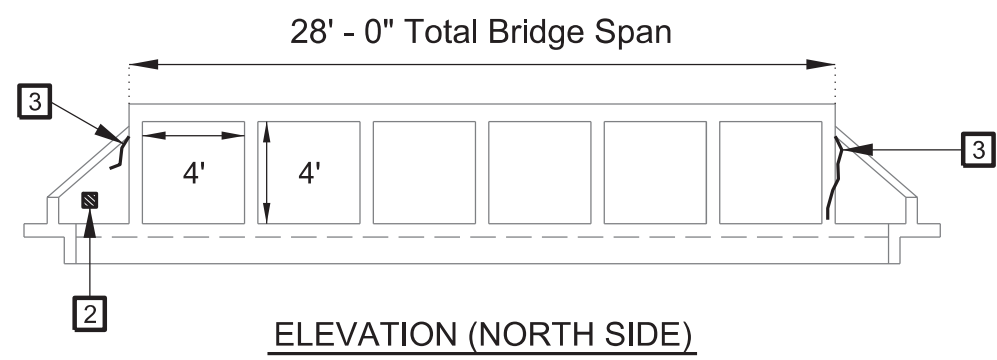 28' - 0" Total Bridge Span
3
4'
4'
3
2
ELEVATION (NORTH SIDE)